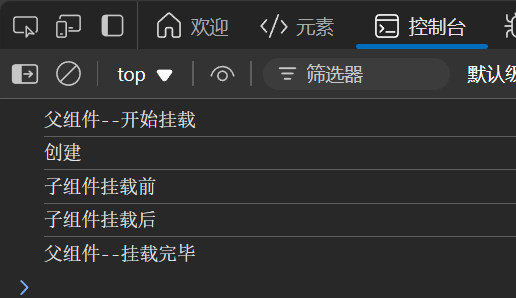 欢迎 元素 控制台
top 筛选器 默认级
父组件--开始挂载
创建
子组件挂载前
子组件挂载后
父组件--挂载完毕